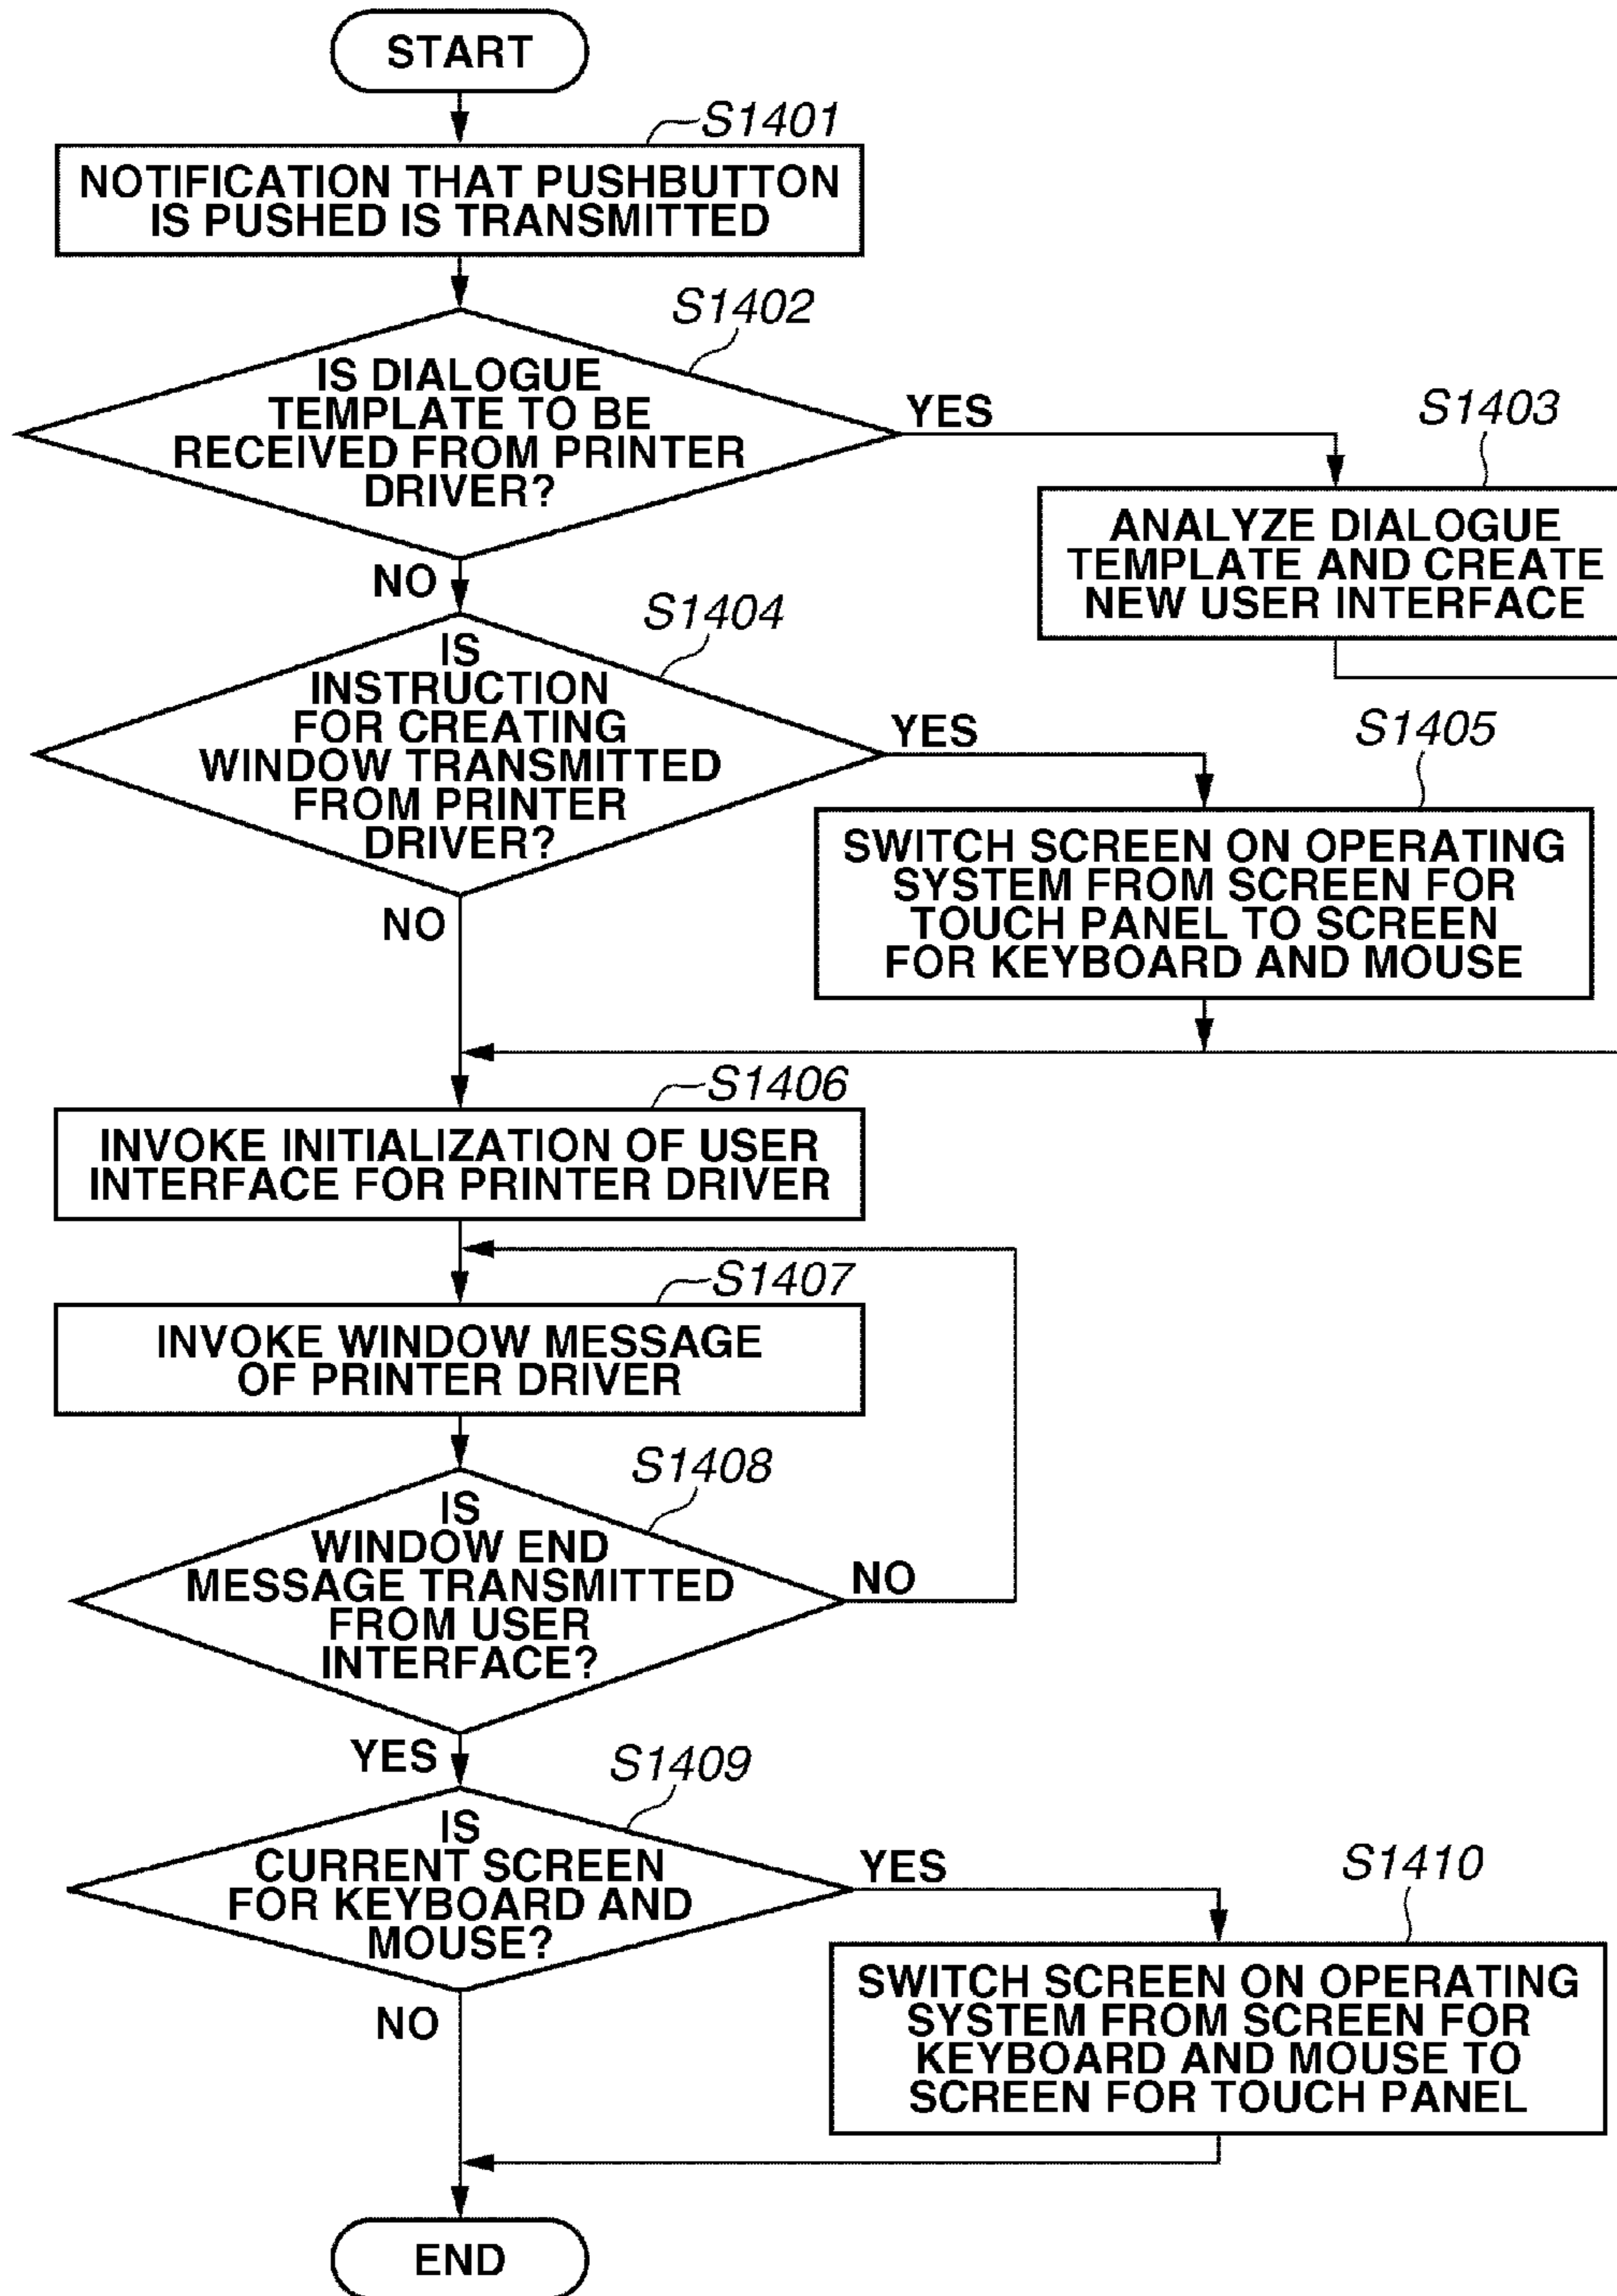 START
S1401
NOTIFICATION THAT PUSHBUTTON
IS PUSHED IS TRANSMITTED
S1402
IS DIALOGUE
TEMPLATE TO BE
RECEIVED FROM PRINTER
DRIVER?
YES
NO
S1403
ANALYZE DIALOGUE
TEMPLATE AND CREATE
NEW USER INTERFACE
S1404
IS
INSTRUCTION
FOR CREATING
WINDOW TRANSMITTED
FROM PRINTER
DRIVER?
YES
NO
S1405
SWITCH SCREEN ON OPERATING
SYSTEM FROM SCREEN FOR
TOUCH PANEL TO SCREEN
FOR KEYBOARD AND MOUSE
S1406
INVOKE INITIALIZATION OF USER
INTERFACE FOR PRINTER DRIVER
S1407
INVOKE WINDOW MESSAGE
OF PRINTER DRIVER
S1408
IS
WINDOW END
MESSAGE TRANSMITTED
FROM USER
INTERFACE?
NO
YES
S1409
IS
CURRENT SCREEN
FOR KEYBOARD AND
MOUSE?
YES
NO
S1410
SWITCH SCREEN ON OPERATING
SYSTEM FROM SCREEN FOR
KEYBOARD AND MOUSE TO
SCREEN FOR TOUCH PANEL
END